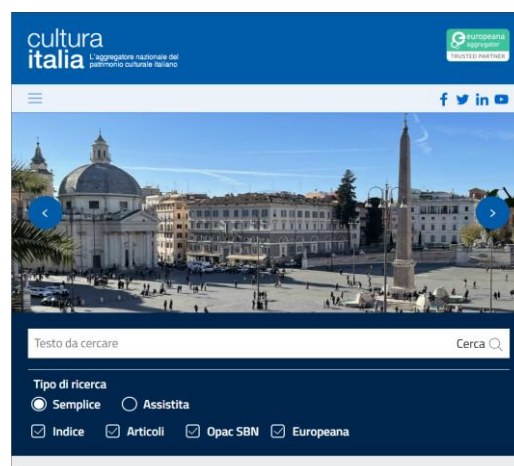 cultura
italia L'aggregatore nazionale del
patrimonio culturale italiano
europeana
aggregator
TRUSTED PARTNER
Testo da cercare Cerca
Tipo di ricerca
Semplice Assistita
Indice Articoli Opac SBN Europeana